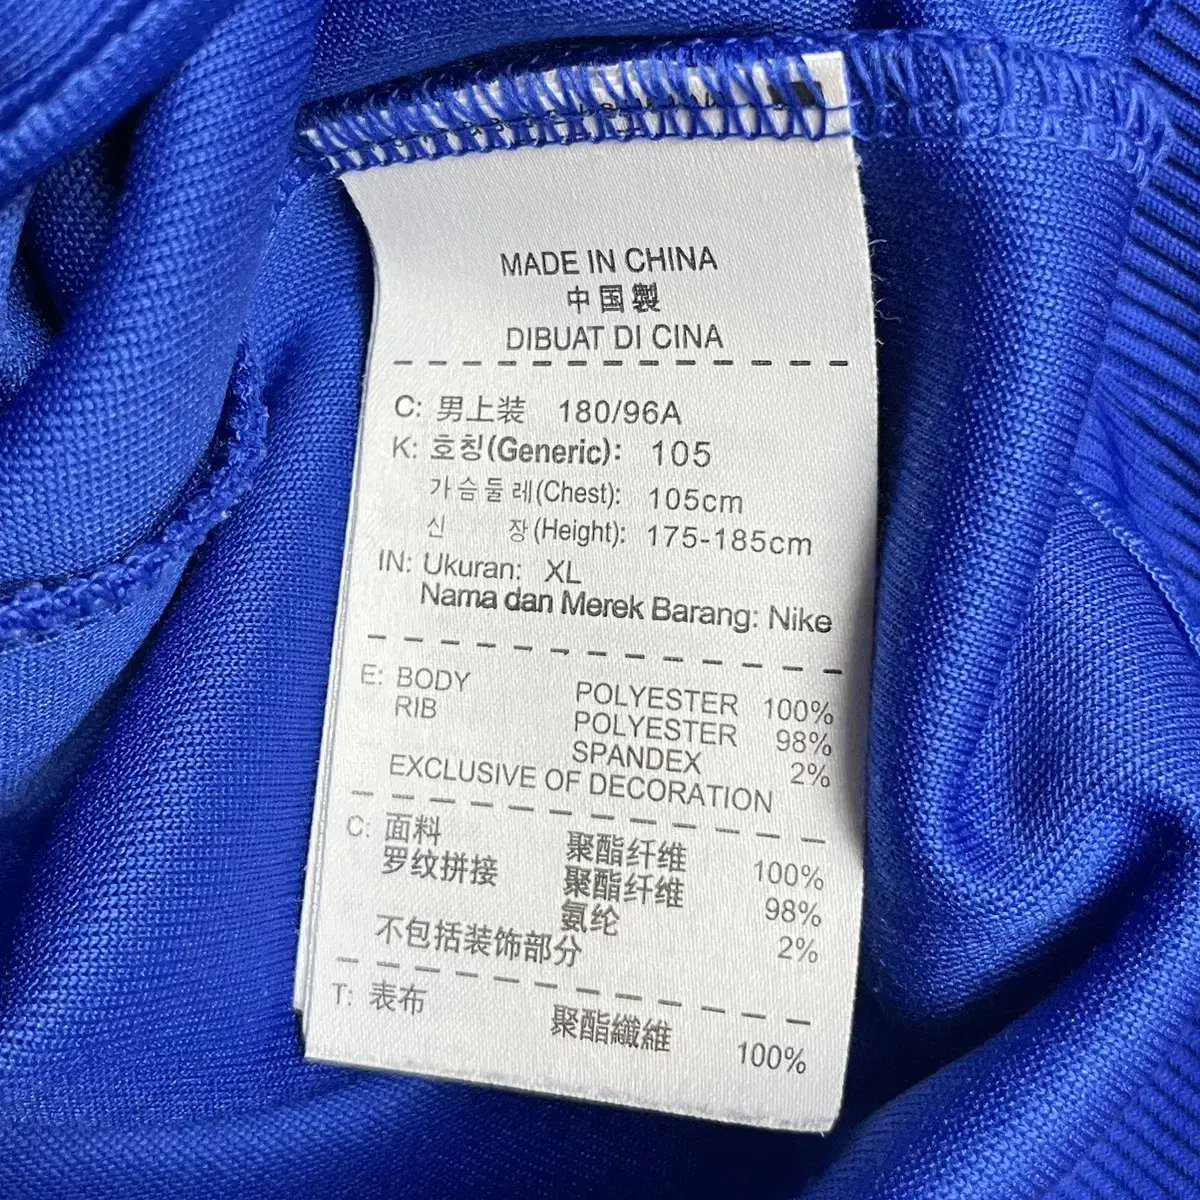 MADE IN CHINA
中国製
DIBUAT DI CINA
C: 男上装 180/96A
K: 호칭(Generic): 105
가슴둘레(Chest): 105cm
신 장(Height): 175-185cm
IN: Ukuran: XL
Nama dan Merek Barang: Nike
E: BODY POLYESTER 100%
RIB POLYESTER 98%
SPANDEX 2%
EXCLUSIVE OF DECORATION
C: 面料 聚酯纤维 100%
罗纹拼接 聚酯纤维 98%
氨纶 2%
不包括装饰部分
T: 表布 聚酯纖維 100%